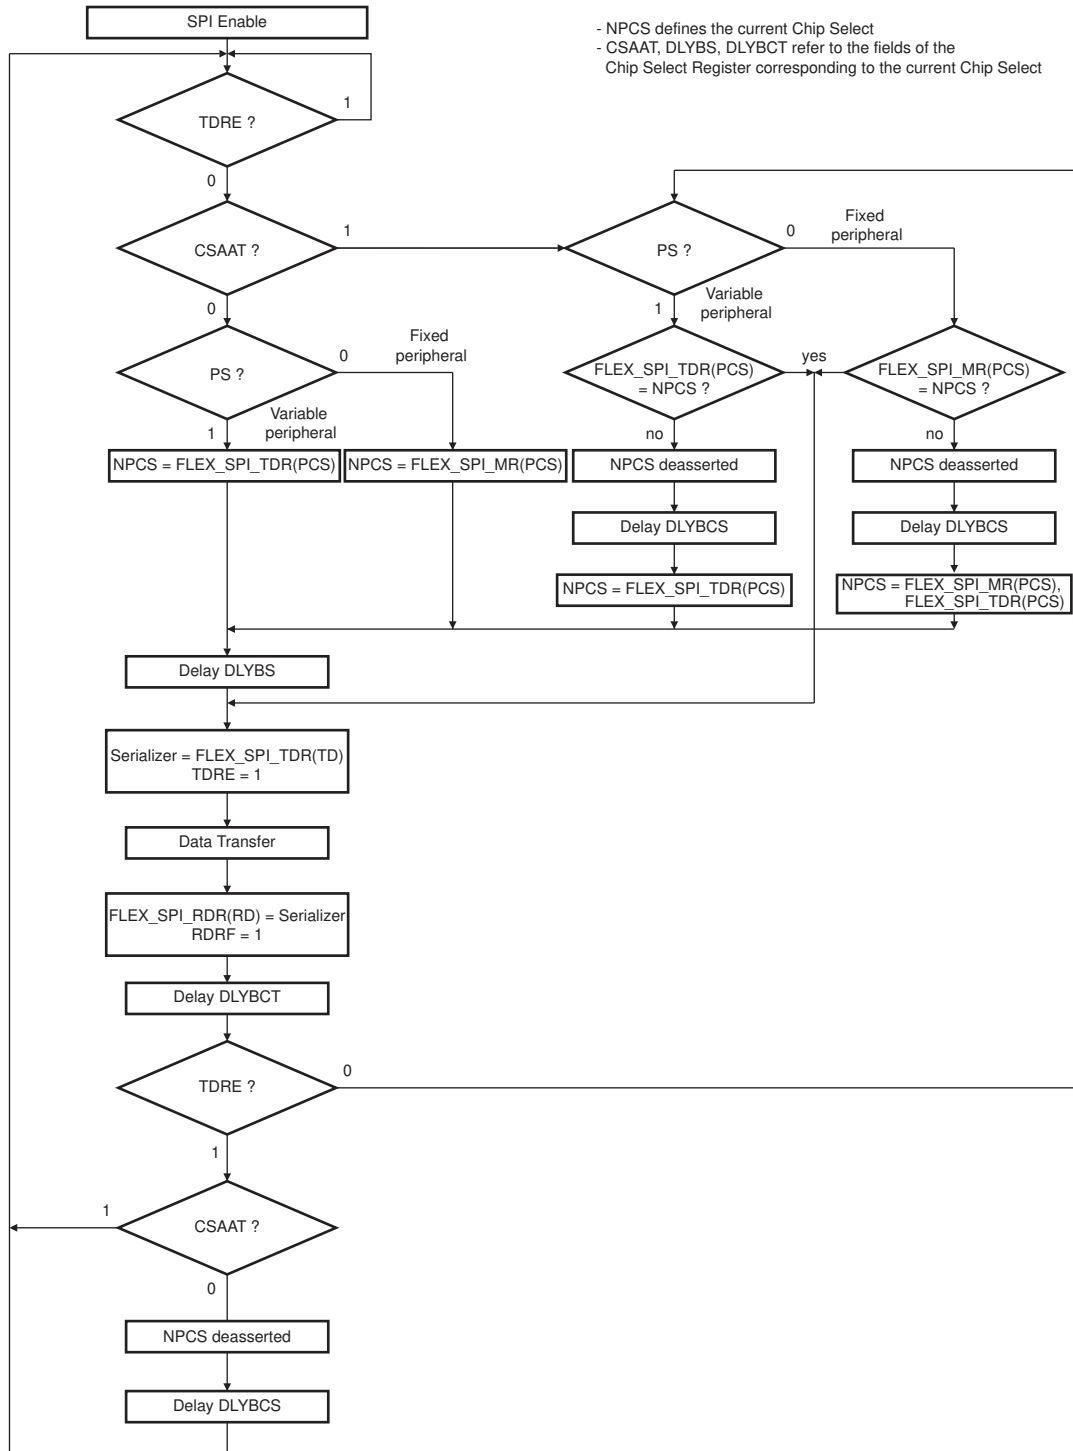 SPI Enable
- NPCS defines the current Chip Select
- CSAAT, DLYBS, DLYBCT refer to the fields of the
Chip Select Register corresponding to the current Chip Select
TDRE ?
1
0
CSAAT ?
1
0
PS ?
0
Fixed
peripheral
1
Variable
peripheral
PS ?
0
Fixed
peripheral
1
Variable
peripheral
FLEX_SPI_TDR(PCS)
= NPCS ?
yes
FLEX_SPI_MR(PCS)
= NPCS ?
no
no
NPCS = FLEX_SPI_TDR(PCS)
NPCS = FLEX_SPI_MR(PCS)
NPCS deasserted
NPCS deasserted
Delay DLYBCS
Delay DLYBCS
NPCS = FLEX_SPI_TDR(PCS)
NPCS = FLEX_SPI_MR(PCS),
FLEX_SPI_TDR(PCS)
Delay DLYBS
Serializer = FLEX_SPI_TDR(TD)
TDRE = 1
Data Transfer
FLEX_SPI_RDR(RD) = Serializer
RDRF = 1
Delay DLYBCT
TDRE ?
0
1
CSAAT ?
1
0
NPCS deasserted
Delay DLYBCS